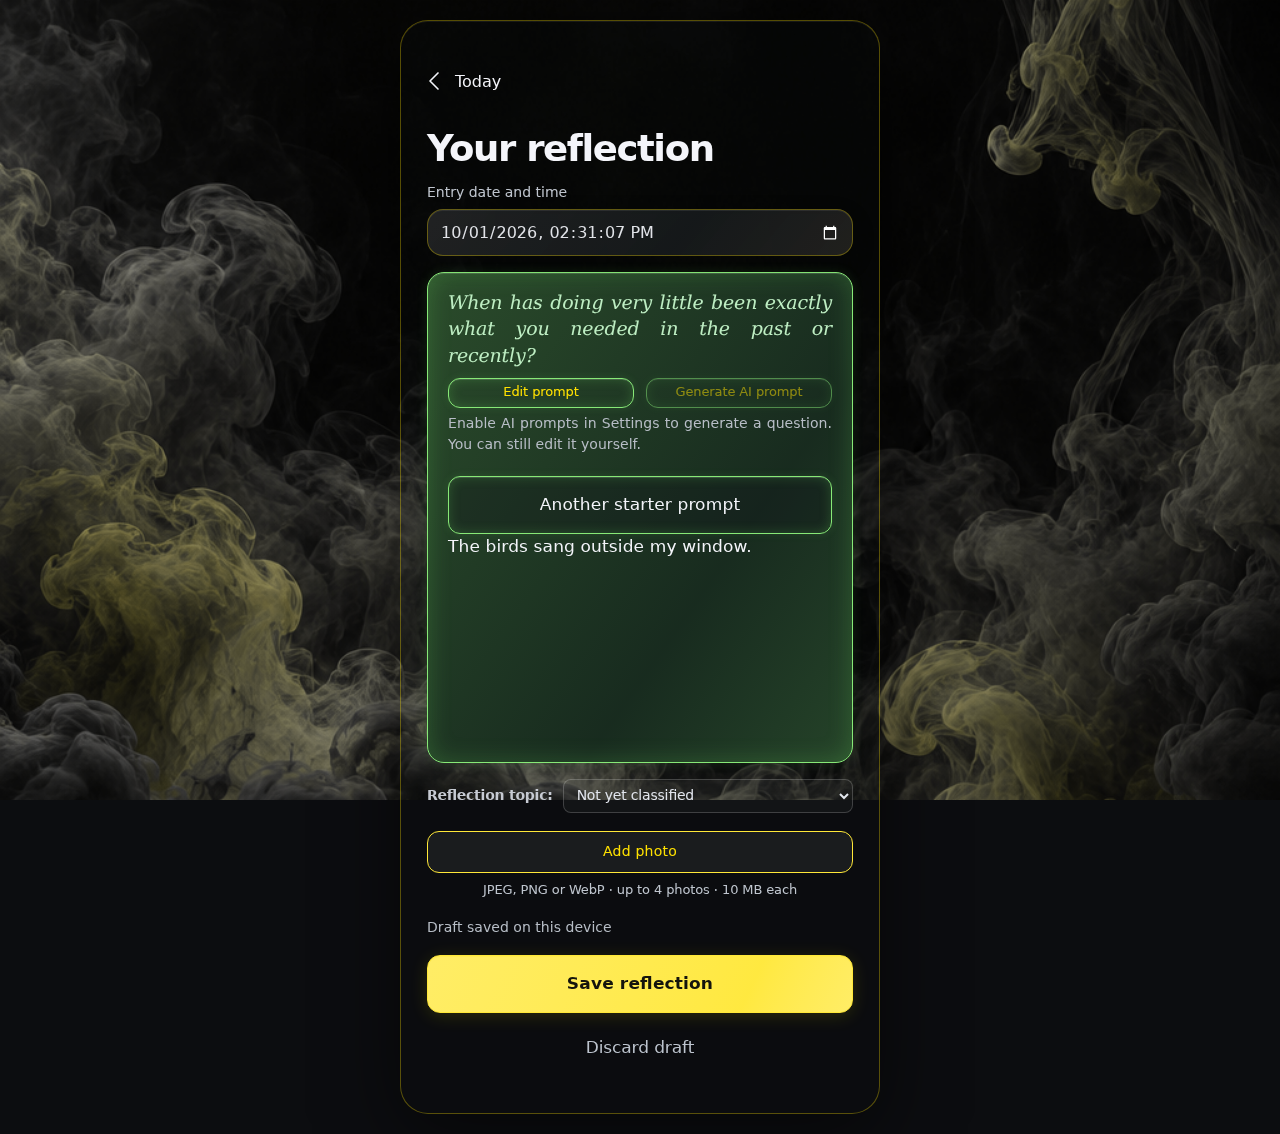 Today
Your reflection
Entry date and time
10/01/2026, 02:31:07 PM
When has doing very little been exactly
what you needed in the past or
recently?
Edit prompt
Generate AI prompt
Enable AI prompts in Settings to generate a question.
You can still edit it yourself.
Another starter prompt
The birds sang outside my window.
Reflection topic:
Not yet classified
Add photo
JPEG, PNG or WebP · up to 4 photos · 10 MB each
Draft saved on this device
Save reflection
Discard draft